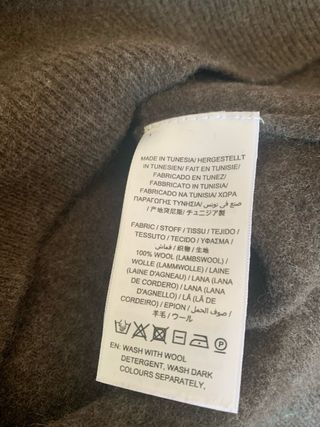 MADE IN TUNESIA/ HERGESTELLT
IN TUNESIEN/ FAIT EN TUNISIE/
FABRICADO EN TUNEZ/
FABBRICATO IN TUNISIA/
FABRICADO NA TUNISIA/ ΧΩΡΑ
ΠΑΡΑΓΩΓΗΣ ΤΥΝΗΣΙΑ/ صنع في تونس
/ 产地突尼斯/ チュニジア製
FABRIC / STOFF / TISSU / TEJIDO /
TESSUTO / TECIDO / ΥΦΑΣΜΑ /
قماش / 织物 / 生地
100% WOOL (LAMBSWOOL) /
WOLLE (LAMMWOLLE) / LAINE
(LAINE D'AGNEAU) / LANA (LANA
DE CORDERO) / LANA (LANA
D'AGNELLO) / LÃ (LÃ DE
CORDEIRO) / ΕΡΙΟΝ / صوف الحمل /
羊毛 / ウール
EN: WASH WITH WOOL
DETERGENT, WASH DARK
COLOURS SEPARATELY,